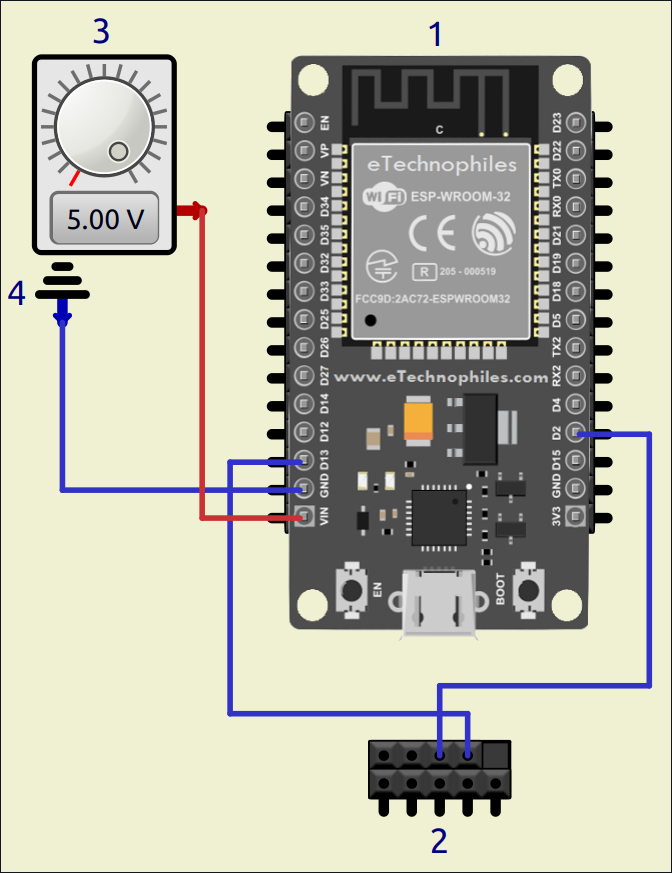 3
1
5.00 V
4
C
eTechnophiles
WiFi ESP-WROOM-32
CE
R 205 - 000519
FCC9D:2AC72-ESPWROOM32
www.eTechnophiles.com
EN
VP
VN
D34
D35
D32
D33
D25
D26
D27
D14
D12
D13
GND
VIN
D23
D22
TX0
RX0
D21
D19
D18
D5
TX2
RX2
D4
D2
D15
GND
3V3
EN
BOOT
2